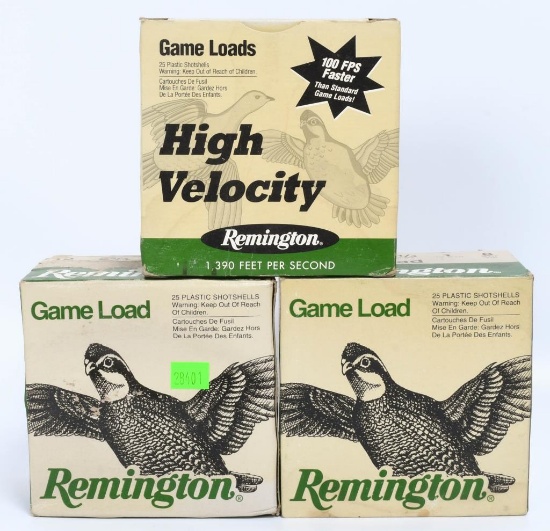 Game Loads
25 Plastic Shotshells
Warning: Keep Out of Reach of Children.
Cartouches De Fusil
Mise En Garde: Gardez Hors
De La Portée Des Enfants.
100 FPS
Faster
Than Standard
Game Loads!
High
Velocity
Remington®
1,390 FEET PER SECOND
Remington
Game Load
25 PLASTIC SHOTSHELLS
Warning: Keep Out Of Reach
Of Children.
Cartouches De Fusil
Mise En Garde: Gardez Hors
De La Portée Des Enfants.
28401
Remington®
Remington
Game Load
25 PLASTIC SHOTSHELLS
Warning: Keep Out Of Reach
Of Children.
Cartouches De Fusil
Mise En Garde: Gardez Hors
De La Portée Des Enfants.
Remington®